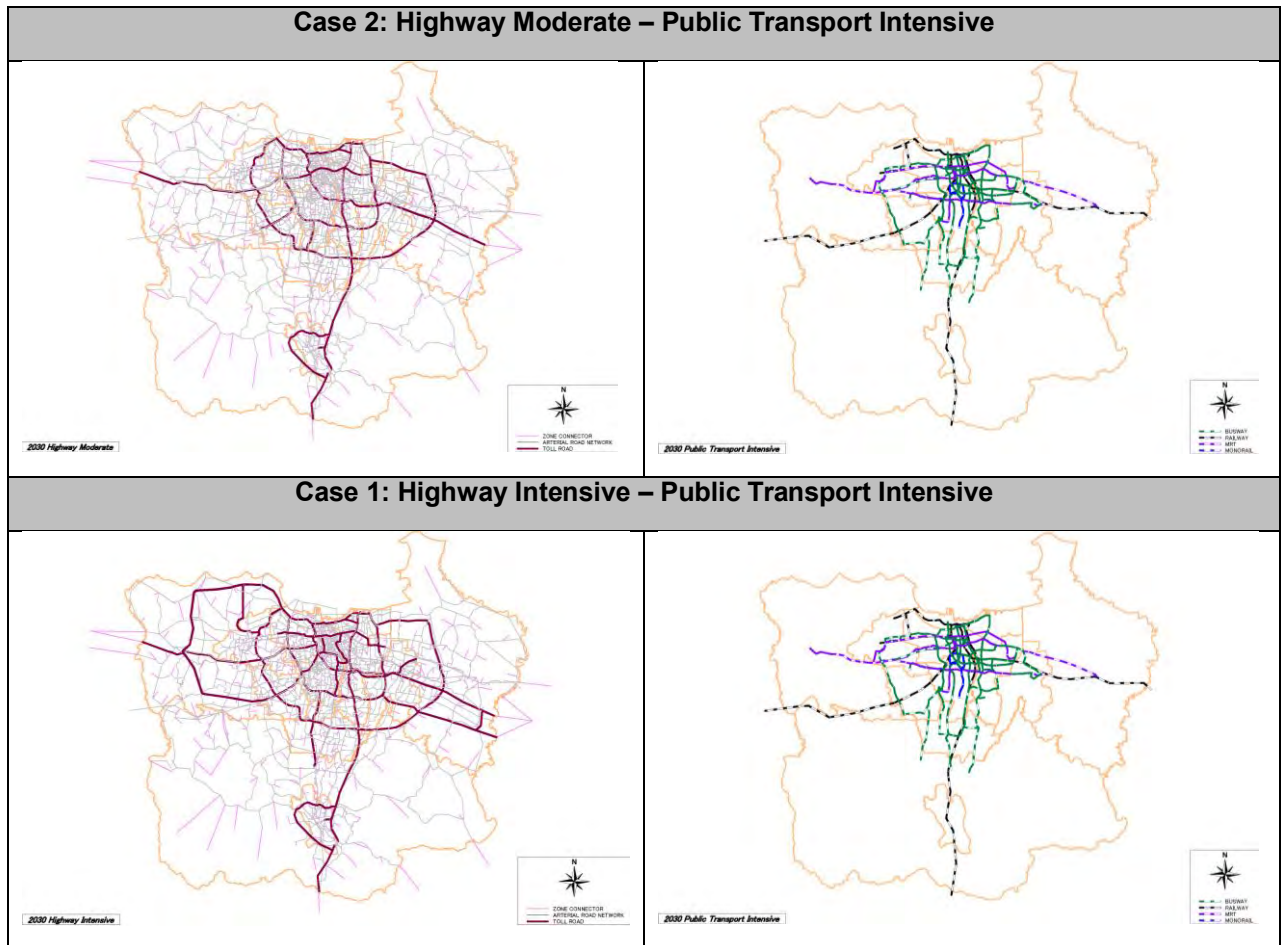 Case 2: Highway Moderate – Public Transport Intensive
N
ZONE CONNECTOR
ARTERIAL ROAD NETWORK
TOLL ROAD
2030 Highway Moderate
N
BUSWAY
RAILWAY
MRT
MONORAIL
2030 Public Transport Intensive
Case 1: Highway Intensive – Public Transport Intensive
N
ZONE CONNECTOR
ARTERIAL ROAD NETWORK
TOLL ROAD
2030 Highway Intensive
N
BUSWAY
RAILWAY
MRT
MONORAIL
2030 Public Transport Intensive